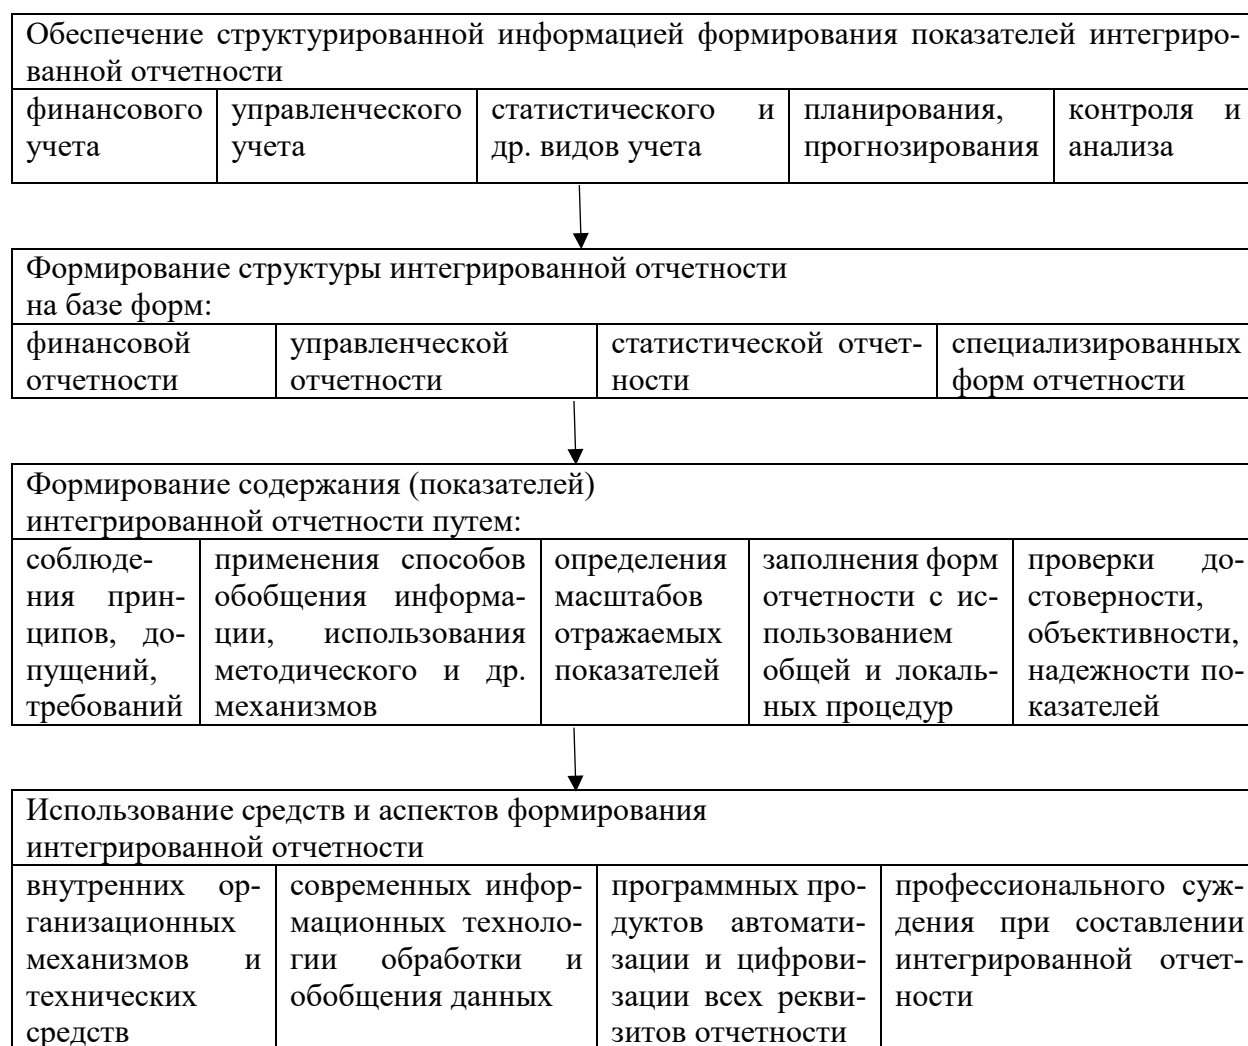 Обеспечение структурированной информацией формирования показателей интегриро-
ванной отчетности
финансового
учета
управленческого
учета
статистического и
др. видов учета
планирования,
прогнозирования
контроля и
анализа
Формирование структуры интегрированной отчетности
на базе форм:
финансовой
отчетности
управленческой
отчетности
статистической отчет-
ности
специализированных
форм отчетности
Формирование содержания (показателей)
интегрированной отчетности путем:
соблюде-
ния прин-
ципов, до-
пущений,
требований
применения способов
обобщения информа-
ции, использования
методического и др.
механизмов
определения
масштабов
отражаемых
показателей
заполнения форм
отчетности с ис-
пользованием
общей и локаль-
ных процедур
проверки до-
стоверности,
объективности,
надежности по-
казателей
Использование средств и аспектов формирования
интегрированной отчетности
внутренних ор-
ганизационных
механизмов и
технических
средств
современных инфор-
мационных техноло-
гии обработки и
обобщения данных
программных про-
дуктов автомати-
зации и цифрови-
зации всех рекви-
зитов отчетности
профессионального суж-
дения при составлении
интегрированной отчет-
ности